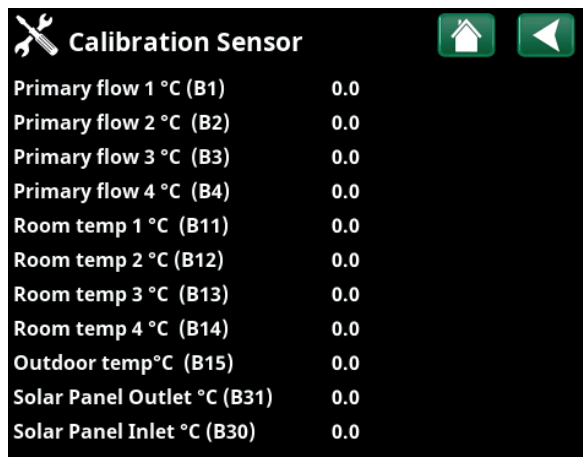 Calibration Sensor
Primary flow 1 °C (B1) 0.0
Primary flow 2 °C (B2) 0.0
Primary flow 3 °C (B3) 0.0
Primary flow 4 °C (B4) 0.0
Room temp 1 °C (B11) 0.0
Room temp 2 °C (B12) 0.0
Room temp 3 °C (B13) 0.0
Room temp 4 °C (B14) 0.0
Outdoor temp°C (B15) 0.0
Solar Panel Outlet °C (B31) 0.0
Solar Panel Inlet °C (B30) 0.0